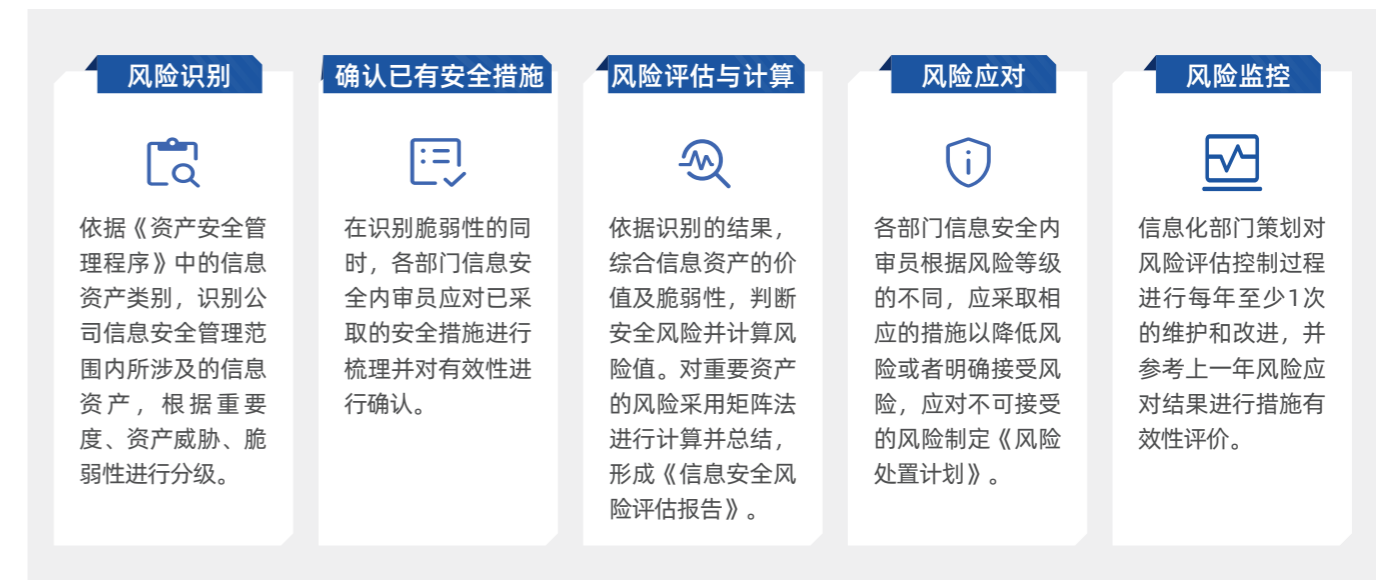 风险识别
依据《资产安全管
理程序》中的信息
资产类别，识别公
司信息安全管理范
围内所涉及的信息
资产，根据重要
度、资产威胁、脆
弱性进行分级。
确认已有安全措施
在识别脆弱性的同
时，各部门信息安
全内审员应对已采
取的安全措施进行
梳理并对有效性进
行确认。
风险评估与计算
依据识别的结果，
综合信息资产的价
值及脆弱性，判断
安全风险并计算风
险值。对重要资产
的风险采用矩阵法
进行计算并总结，
形成《信息安全风
险评估报告》。
风险应对
各部门信息安全内
审员根据风险等级
的不同，应采取相
应的措施以降低风
险或者明确接受风
险，应对不可接受
的风险制定《风险
处置计划》。
风险监控
信息化部门策划对
风险评估控制过程
进行每年至少1次
的维护和改进，并
参考上一年风险应
对结果进行措施有
效性评价。